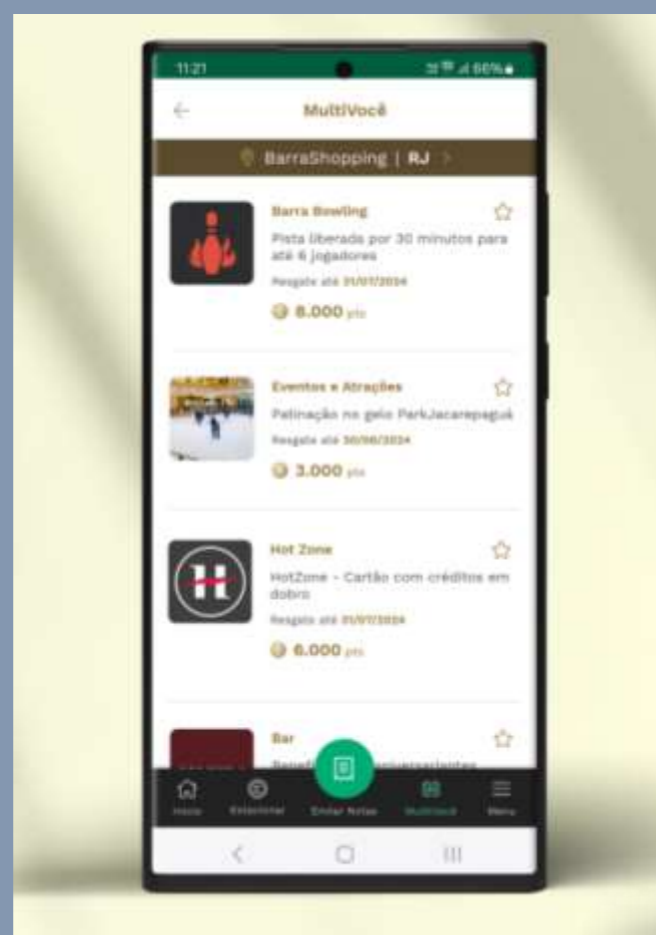 11:21
66%
MultiVocê
BarraShopping | RJ
Barra Bowling
Pista liberada por 30 minutos para
até 6 jogadores
Resgate até 31/07/2024
8.000 pts
Eventos e Atrações
Patinação no gelo ParkJacarepaguá
Resgate até 30/06/2024
3.000 pts
Hot Zone
H
HotZone - Cartão com créditos em
dobro
Resgate até 31/07/2024
6.000 pts
Bar
aniversariantes
Início
Estacionar
Enviar Notas
MultiVocê
Menu